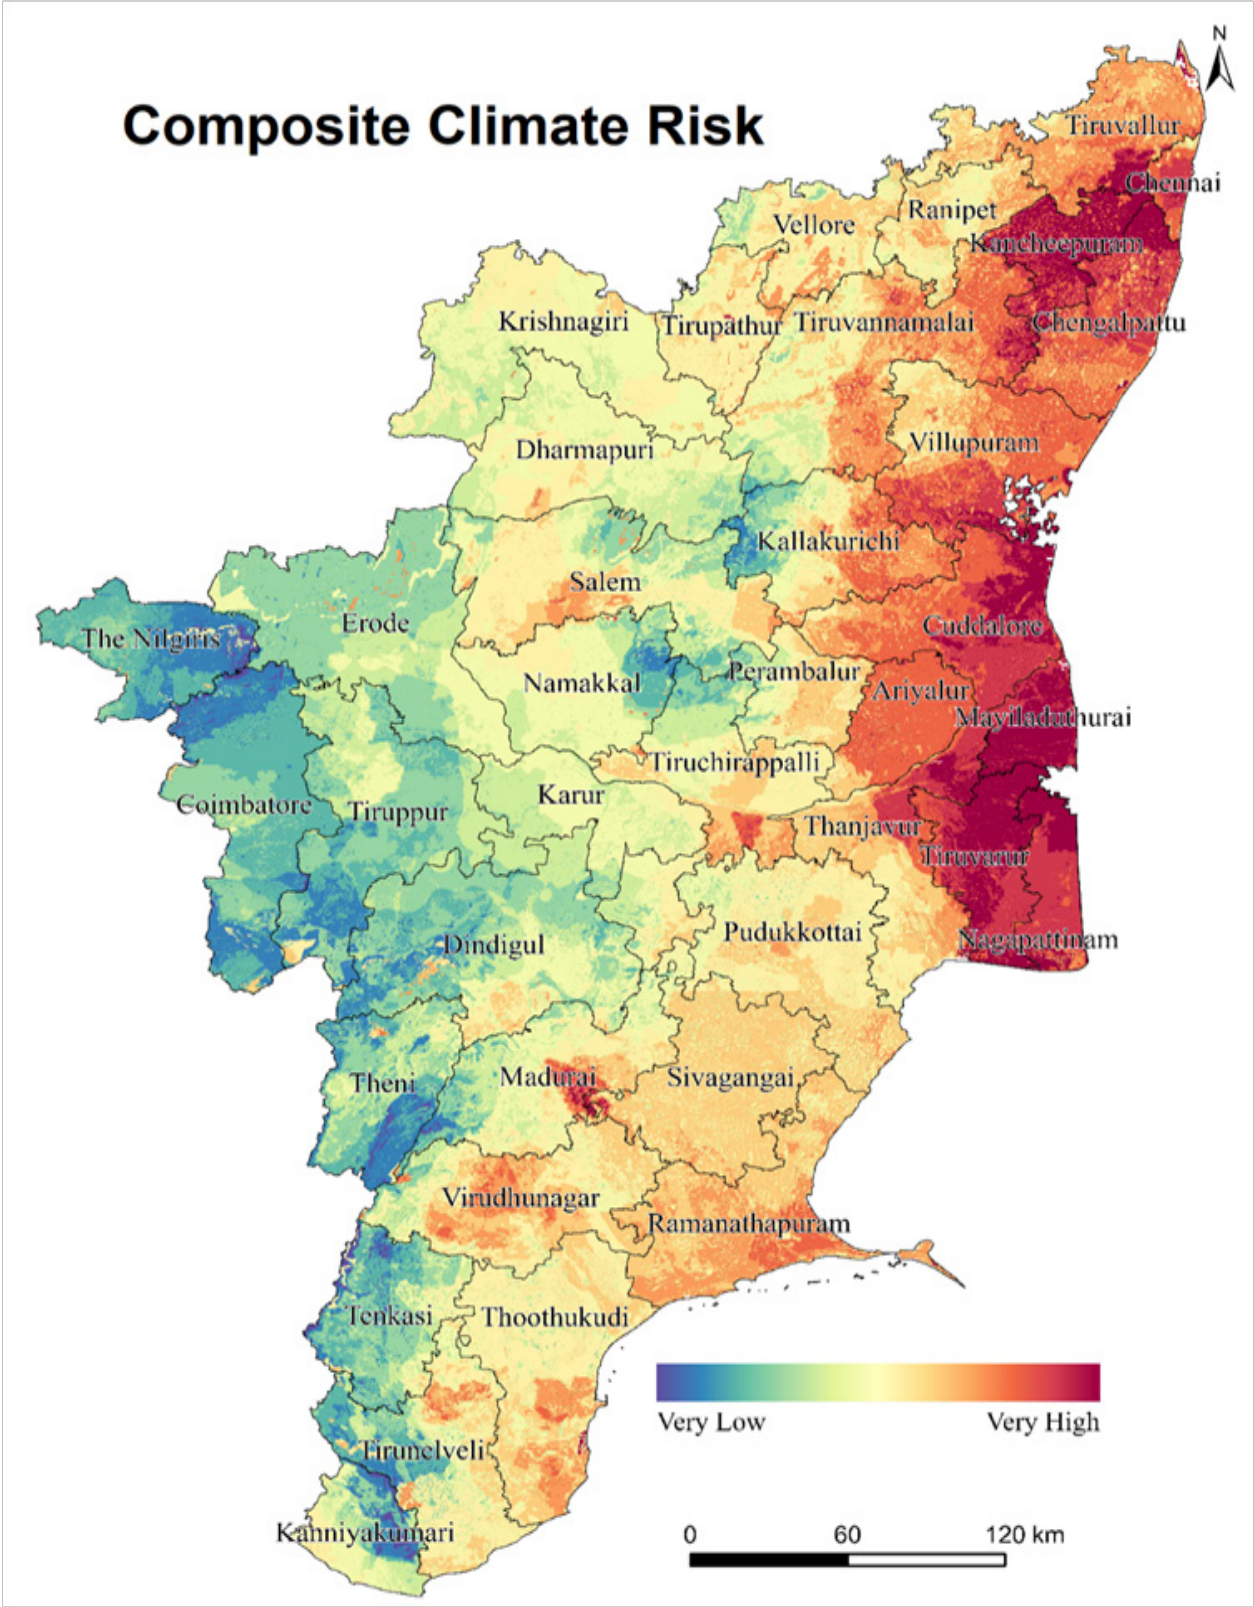 N
Composite Climate Risk
Tiruvallur
Chennai
Ranipet
Vellore
Kancheepuram
Krishnagiri
Tirupathur
Tiruvannamalai
Chengalpattu
Villupuram
Dharmapuri
Kallakurichi
Salem
Erode
Cuddalore
The Nilgiris
Perambalur
Namakkal
Ariyalur
Mayiladuthurai
Tiruchirappalli
Karur
Coimbatore
Tiruppur
Thanjavur
Tiruvarur
Pudukkottai
Nagapattinam
Dindigul
Madurai
Sivagangai
Theni
Virudhunagar
Ramanathapuram
Tenkasi
Thoothukudi
Very Low
Very High
Tirunelveli
Kanniyakumari
0 60 120 km